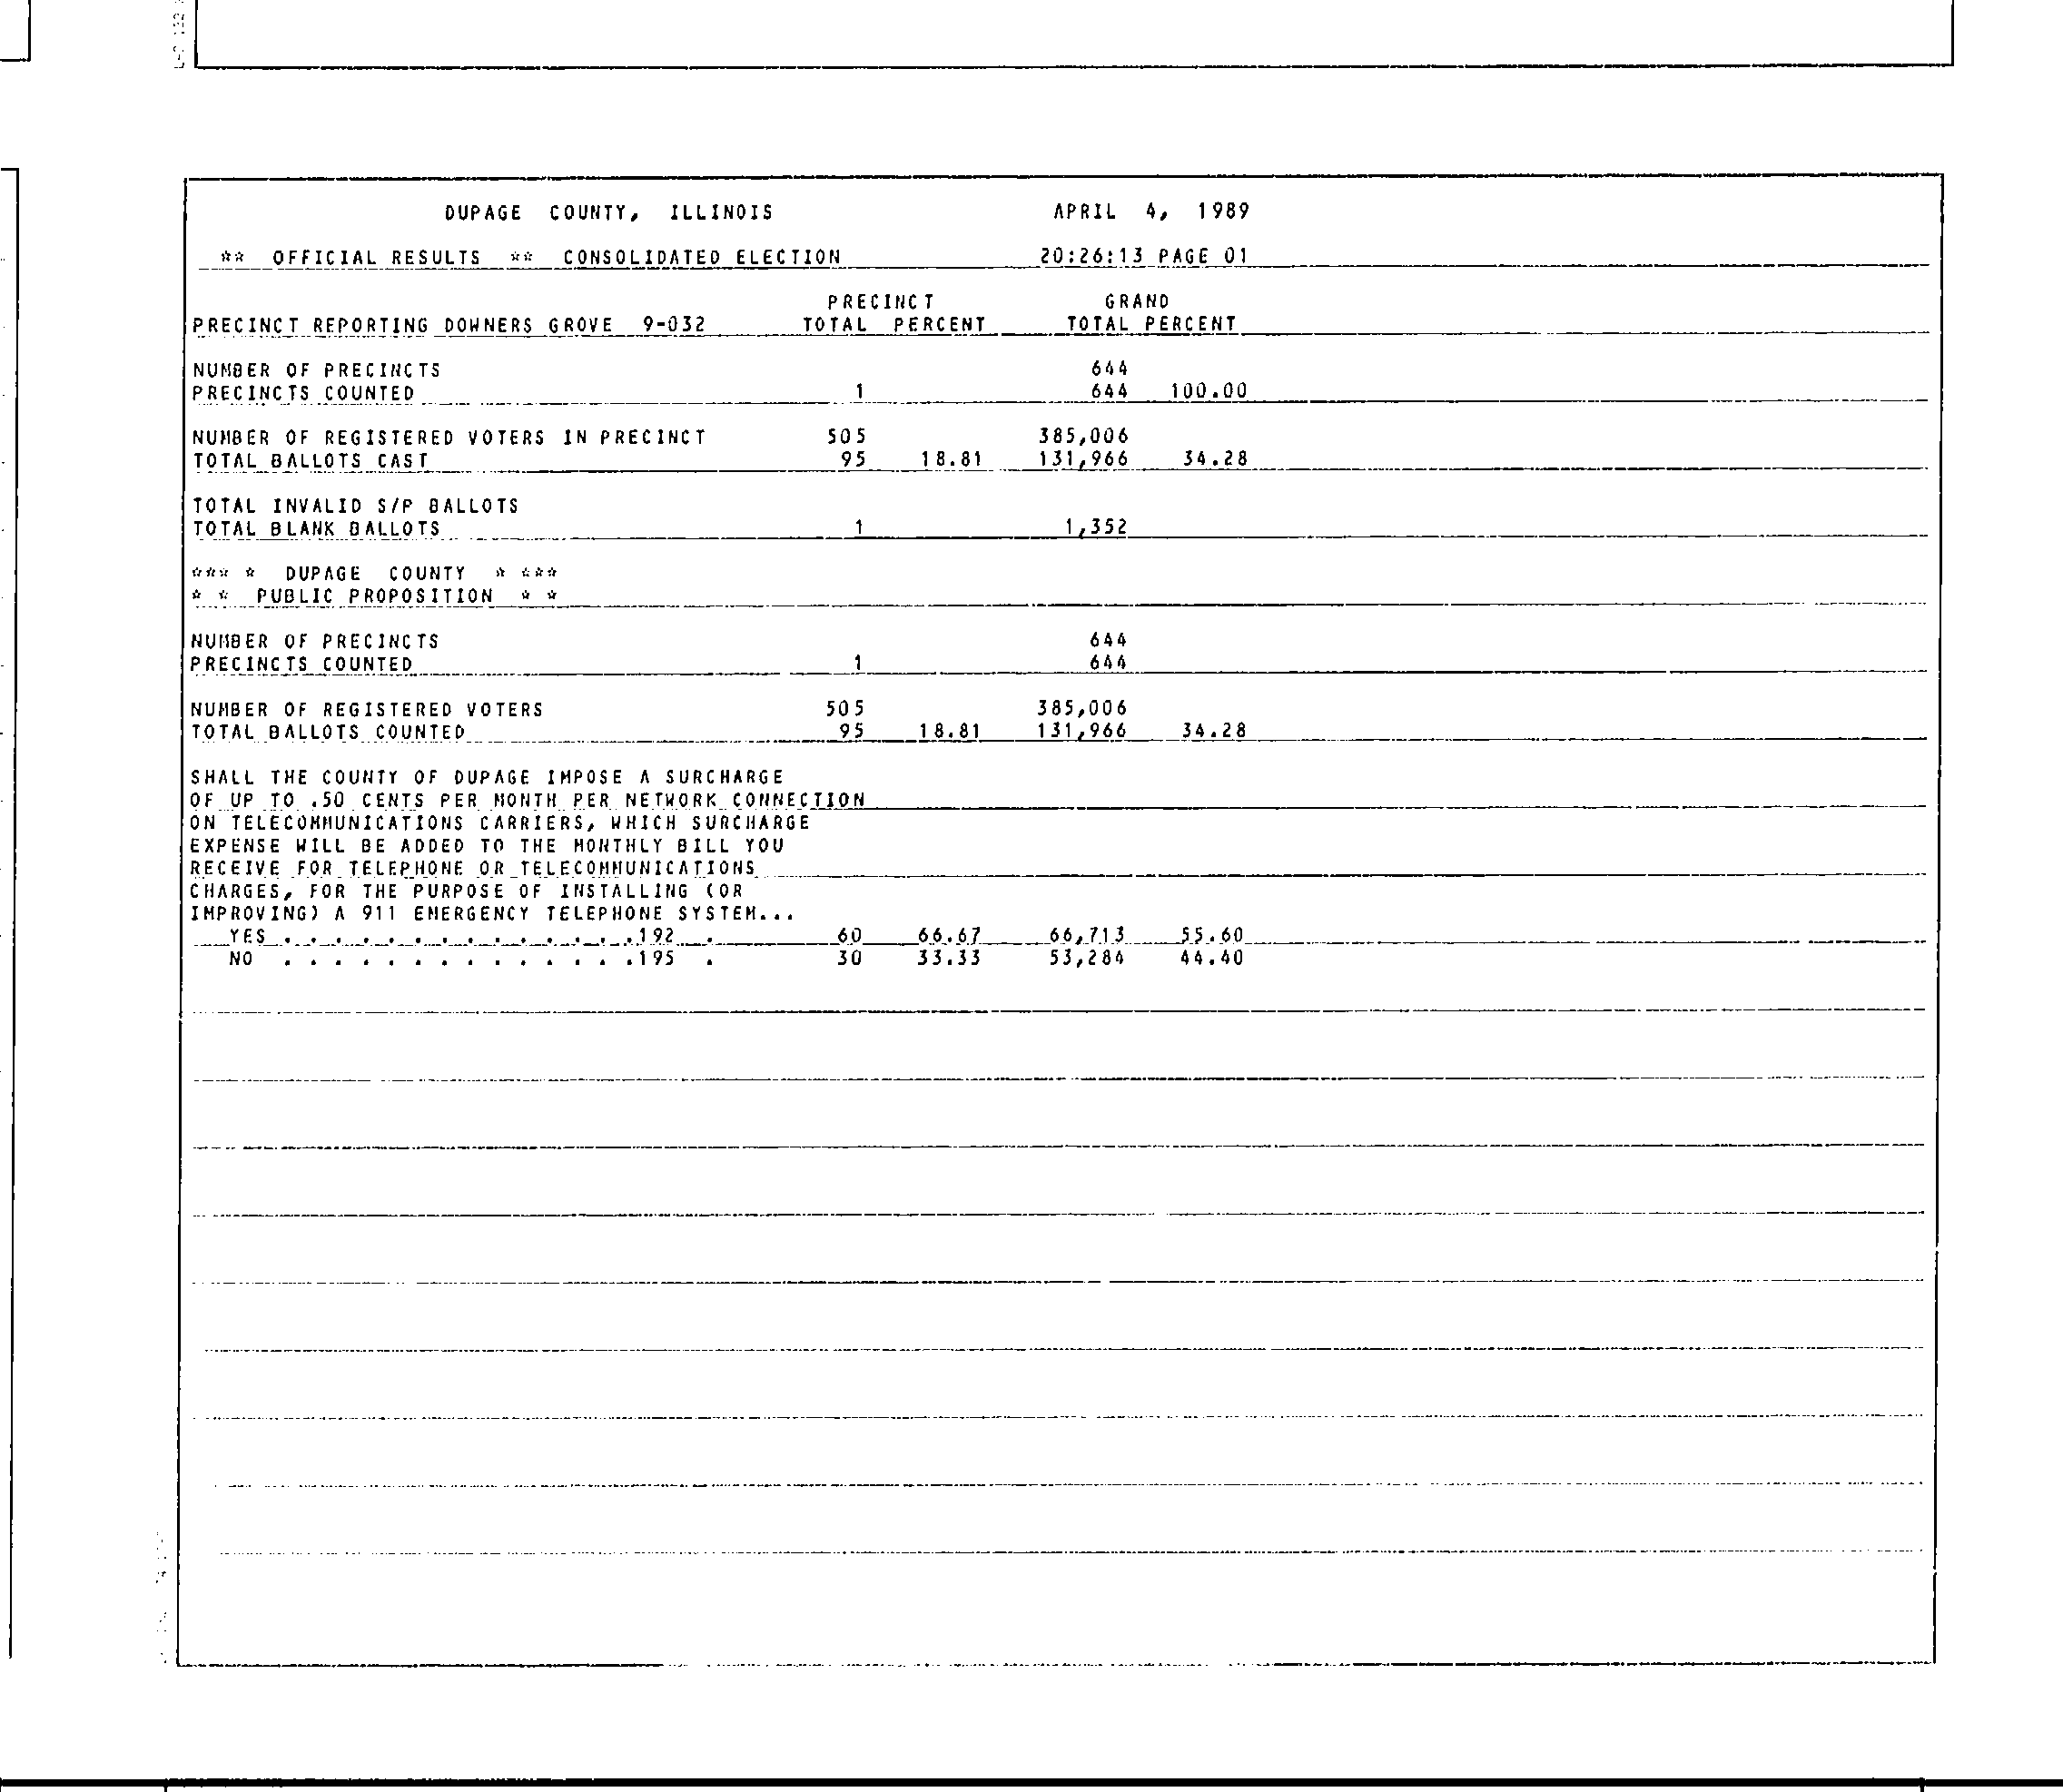 DUPAGE COUNTY, ILLINOIS APRIL 4, 1989
** OFFICIAL RESULTS ** CONSOLIDATED ELECTION 20:26:13 PAGE 01
PRECINCT GRAND
PRECINCT REPORTING DOWNERS GROVE 9-032 TOTAL PERCENT TOTAL PERCENT
NUMBER OF PRECINCTS 644
PRECINCTS COUNTED 1 644 100.00
NUMBER OF REGISTERED VOTERS IN PRECINCT 505 385,006
TOTAL BALLOTS CAST 95 18.81 131,966 34.28
TOTAL INVALID S/P BALLOTS
TOTAL BLANK BALLOTS 1 1,352
*** * DUPAGE COUNTY * ***
* * PUBLIC PROPOSITION * *
NUMBER OF PRECINCTS 644
PRECINCTS COUNTED 1 644
NUMBER OF REGISTERED VOTERS 505 385,006
TOTAL BALLOTS COUNTED 95 18.81 131,966 34.28
SHALL THE COUNTY OF DUPAGE IMPOSE A SURCHARGE
OF UP TO .50 CENTS PER MONTH PER NETWORK CONNECTION
ON TELECOMMUNICATIONS CARRIERS, WHICH SURCHARGE
EXPENSE WILL BE ADDED TO THE MONTHLY BILL YOU
RECEIVE FOR TELEPHONE OR TELECOMMUNICATIONS
CHARGES, FOR THE PURPOSE OF INSTALLING (OR
IMPROVING) A 911 EMERGENCY TELEPHONE SYSTEM...
YES . . . . . . . . . . . . . .192 . 60 66.67 66,713 55.60
NO . . . . . . . . . . . . . .195 . 30 33.33 53,284 44.40